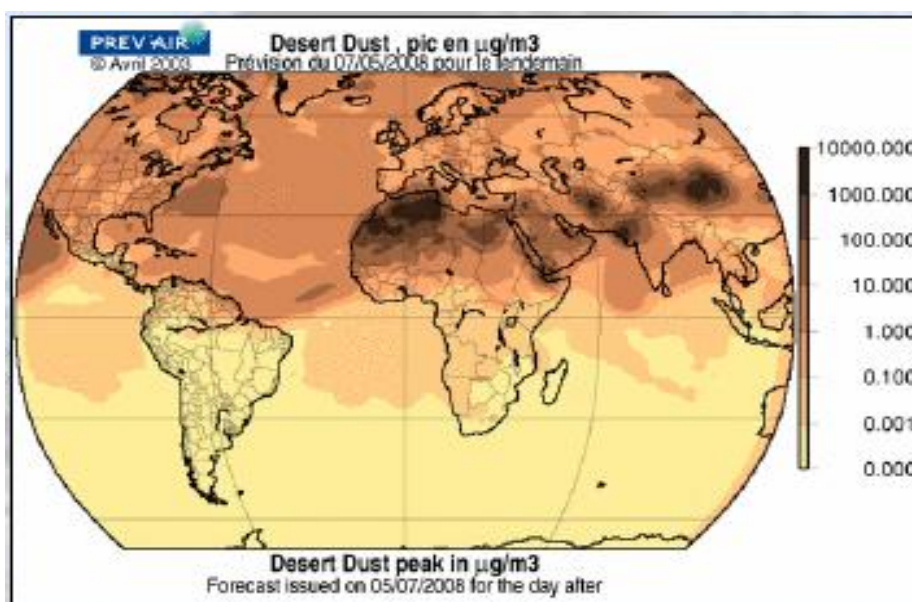 PREV'AIR
© Avril 2003
Desert Dust , pic en µg/m3
Prévision du 07/05/2008 pour le lendemain
10000.000
1000.000
100.000
10.000
1.000
0.100
0.001
0.000
Desert Dust peak in µg/m3
Forecast issued on 05/07/2008 for the day after